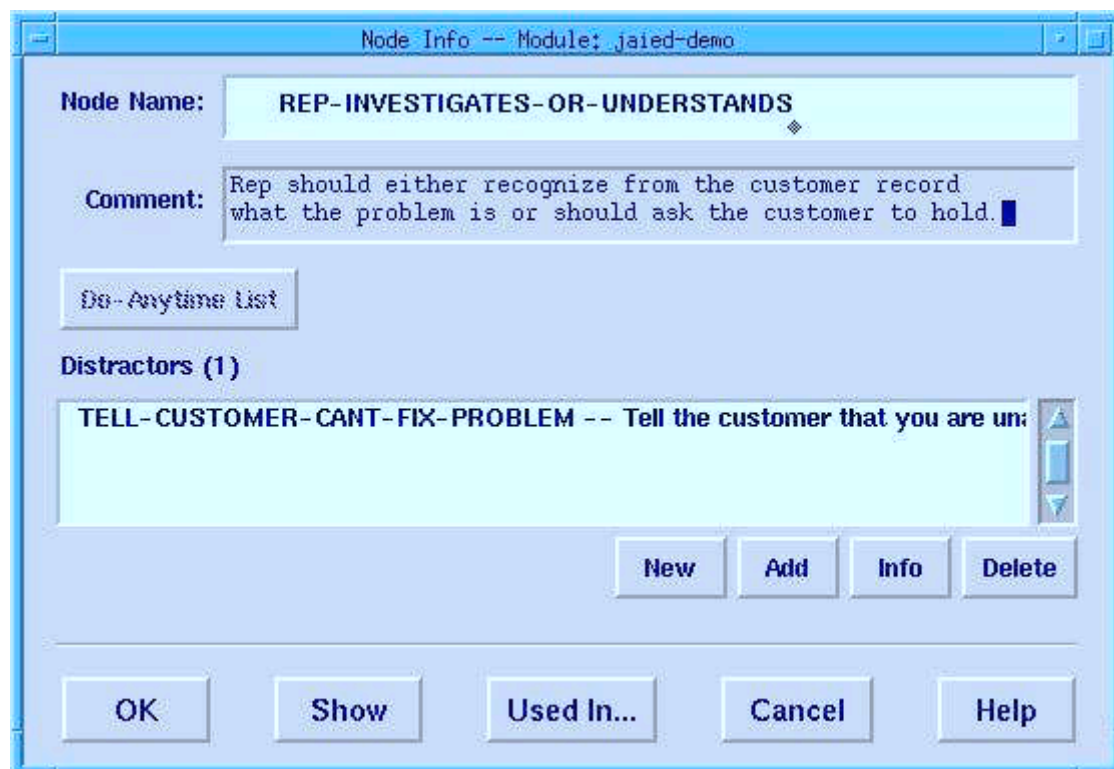 Node Info -- Module: jaied-demo
Node Name: REP-INVESTIGATES-OR-UNDERSTANDS
Comment: Rep should either recognize from the customer record
what the problem is or should ask the customer to hold.
Do-Anytime List
Distractors (1)
TELL-CUSTOMER-CANT-FIX-PROBLEM -- Tell the customer that you are una
New Add Info Delete
OK Show Used In... Cancel Help